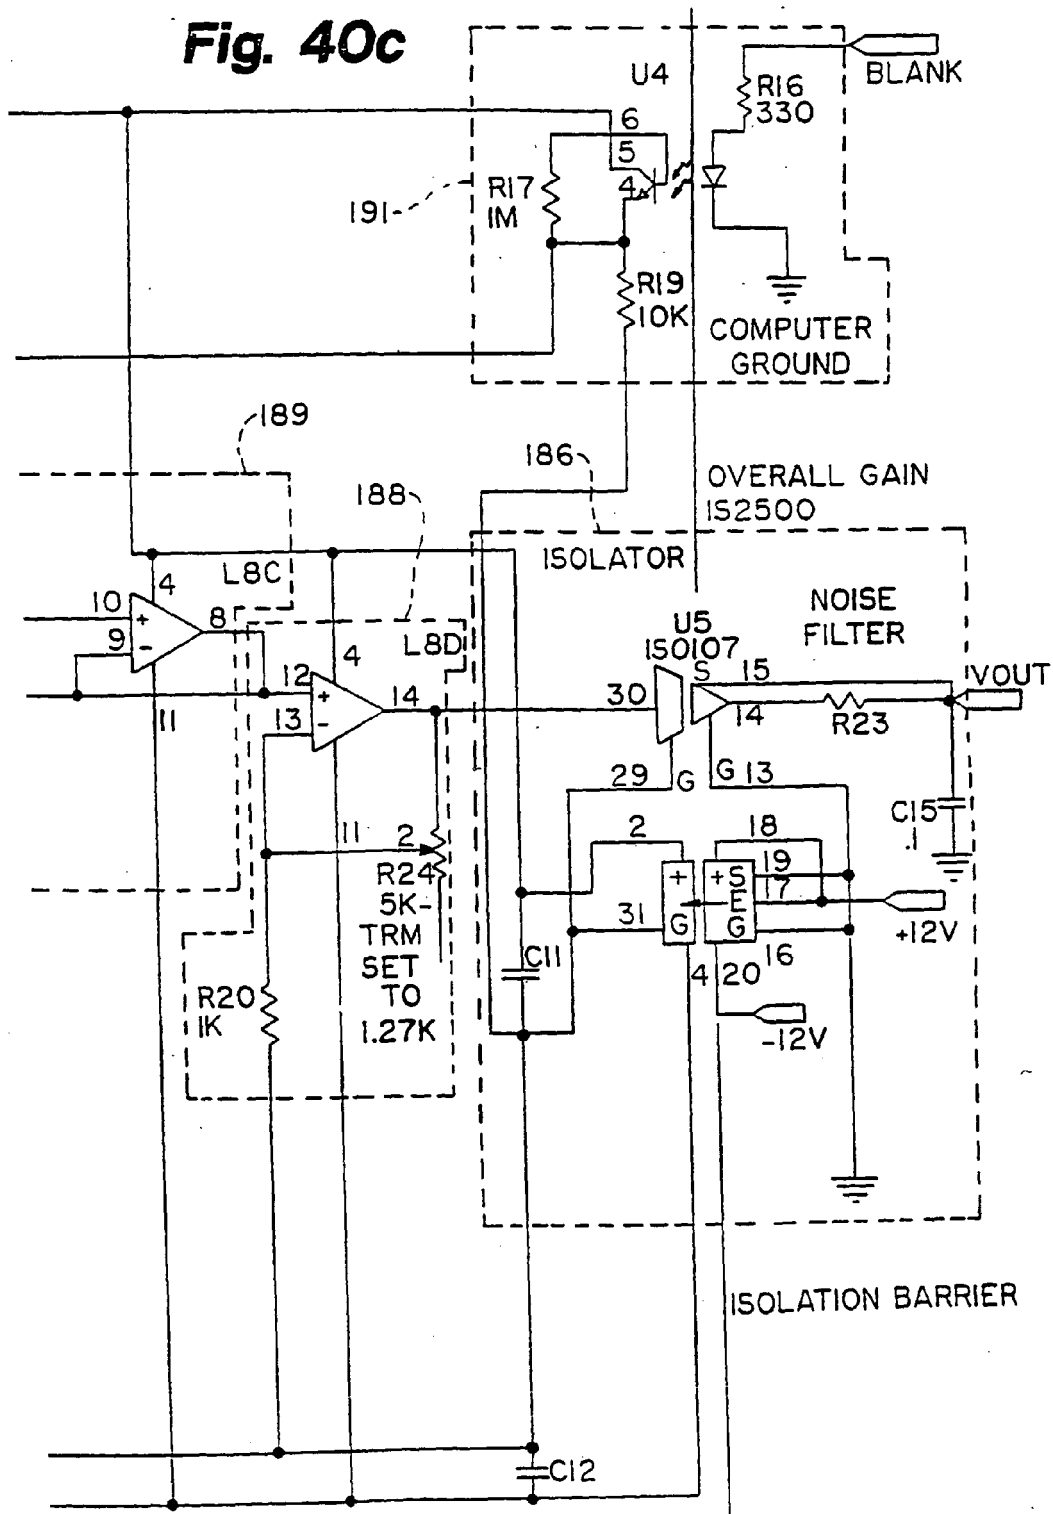 Fig. 40c
U4
BLANK
R16
330
6
5
4
R17
1M
191
R19
10K
COMPUTER
GROUND
189
186
188
OVERALL GAIN
IS2500
ISOLATOR
L8C
4
10
+
8
9
-
L8D
NOISE
FILTER
U5
ISO107
4
12
+
14
13
-
11
30
S
15
14
R23
VOUT
29
G
G
13
C15
.1
2
11
2
18
R24
5K-
TRM
SET
TO
1.27K
+
+S
19
E
17
31
G
G
16
+12V
C11
4
20
-12V
R20
1K
ISOLATION BARRIER
C12